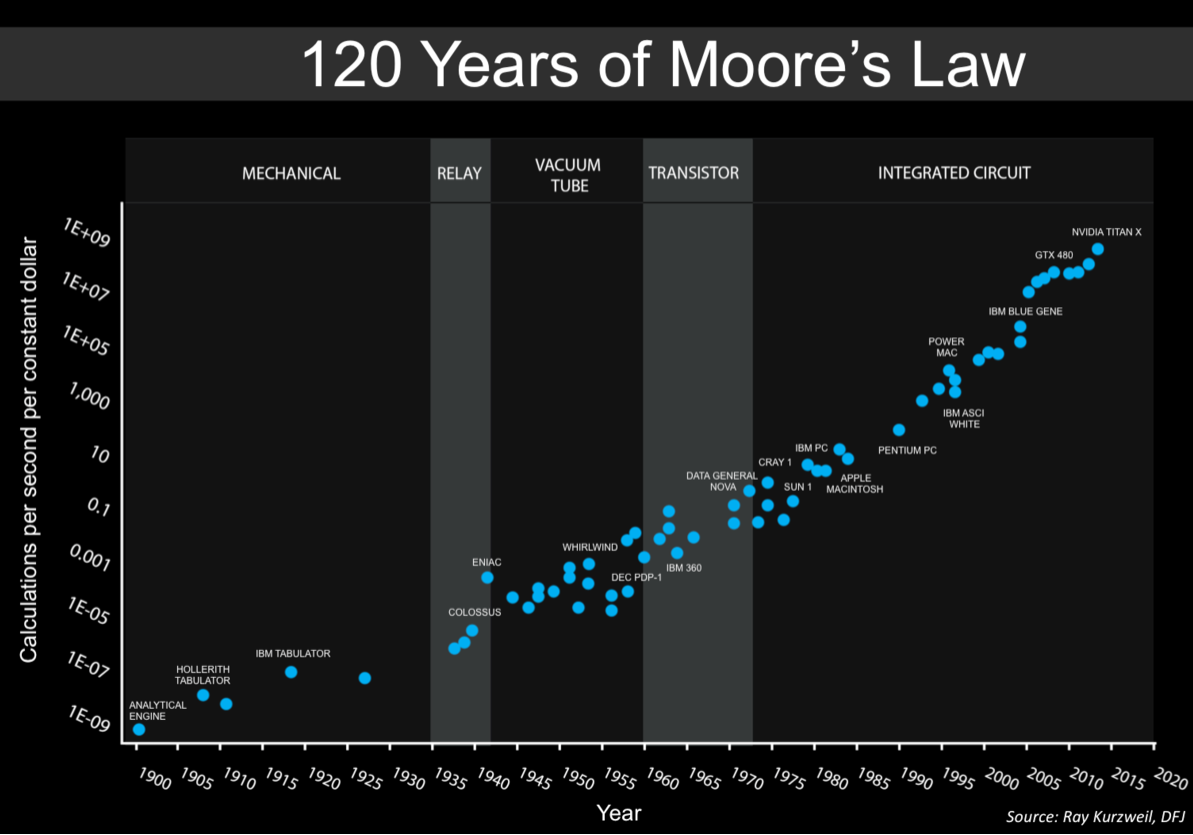 120 Years of Moore's Law
MECHANICAL
RELAY
VACUUM
TUBE
TRANSISTOR
INTEGRATED CIRCUIT
Calculations per second per constant dollar
1E+09
1E+07
1E+05
1,000
10
0.1
0.001
1E-05
1E-07
1E-09
NVIDIA TITAN X
GTX 480
IBM BLUE GENE
POWER
MAC
IBM ASCI
WHITE
PENTIUM PC
IBM PC
CRAY 1
APPLE
MACINTOSH
DATA GENERAL
NOVA
SUN 1
WHIRLWIND
IBM 360
ENIAC
DEC PDP-1
COLOSSUS
IBM TABULATOR
HOLLERITH
TABULATOR
ANALYTICAL
ENGINE
1900 1905 1910 1915 1920 1925 1930 1935 1940 1945 1950 1955 1960 1965 1970 1975 1980 1985 1990 1995 2000 2005 2010 2015 2020
Year
Source: Ray Kurzweil, DFJ